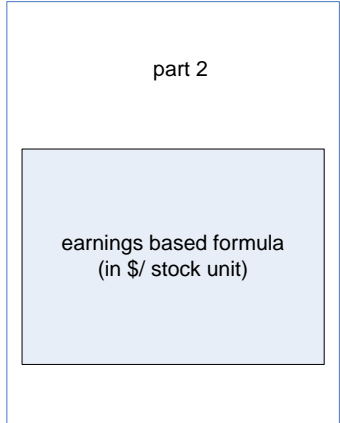 part 2
earnings based formula
(in $/ stock unit)